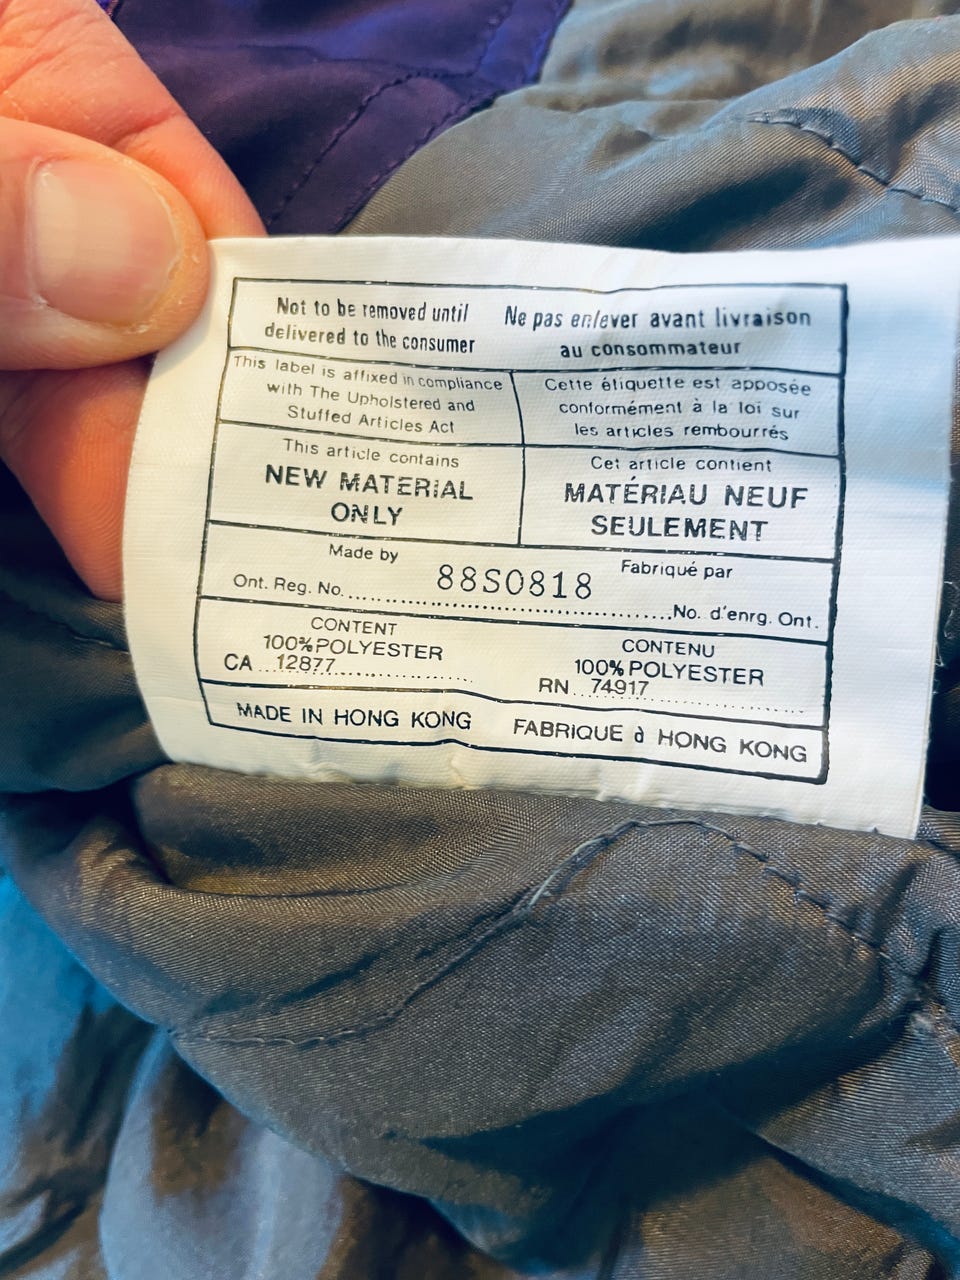 Not to be removed until
delivered to the consumer
Ne pas enlever avant livraison
au consommateur
This label is affixed in compliance
with The Upholstered and
Stuffed Articles Act
Cette étiquette est apposée
conformément à la loi sur
les articles rembourrés
This article contains
NEW MATERIAL
ONLY
Cet article contient
MATÉRIAU NEUF
SEULEMENT
Made by
Ont. Reg. No.....
88S0818
Fabriqué par
No. d'enrg. Ont.
CONTENT
100% POLYESTER
CA ...12877..................
CONTENU
100% POLYESTER
RN...74917..................
MADE IN HONG KONG
FABRIQUE à HONG KONG